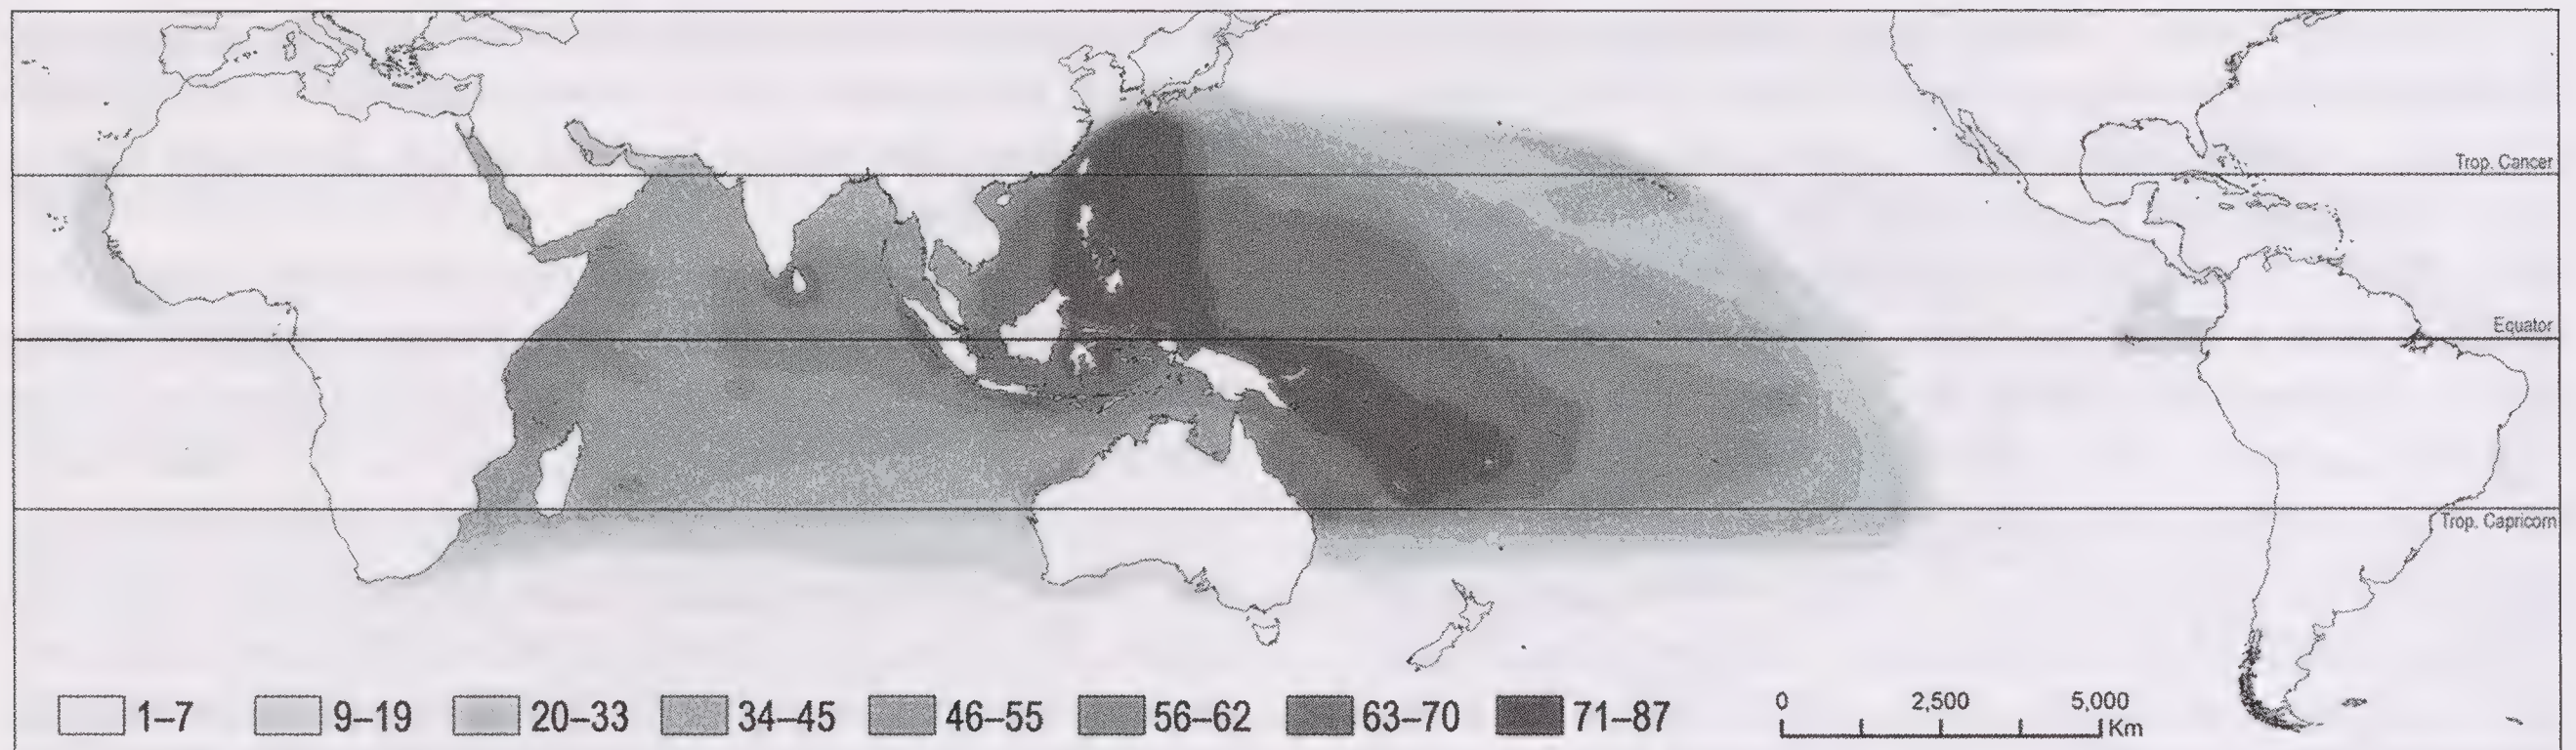 Trop. Cancer
Equator
Trop. Capricorn
1–7 9–19 20–33 34–45 46–55 56–62 63–70 71–87
0 2,500 5,000
Km